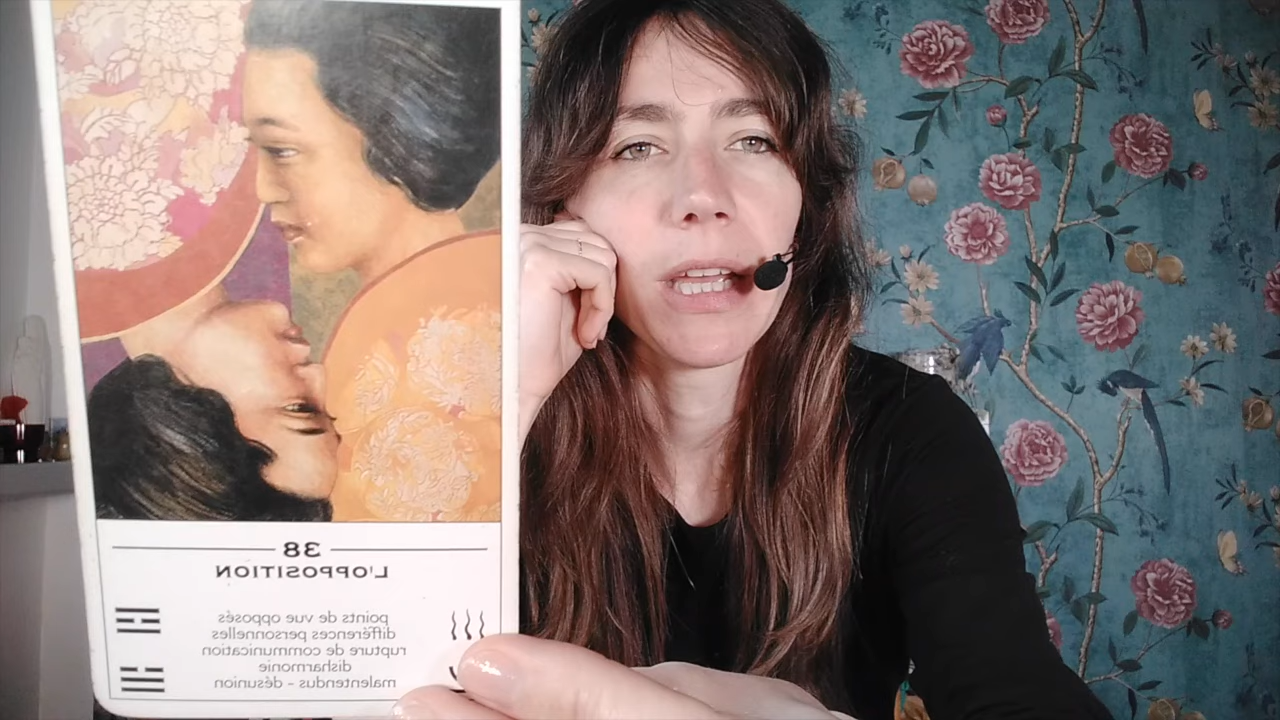 38
L'OPPOSITION
points de vue opposés
différences personnelles
rupture de communication
disharmonie
malentendus - désunion